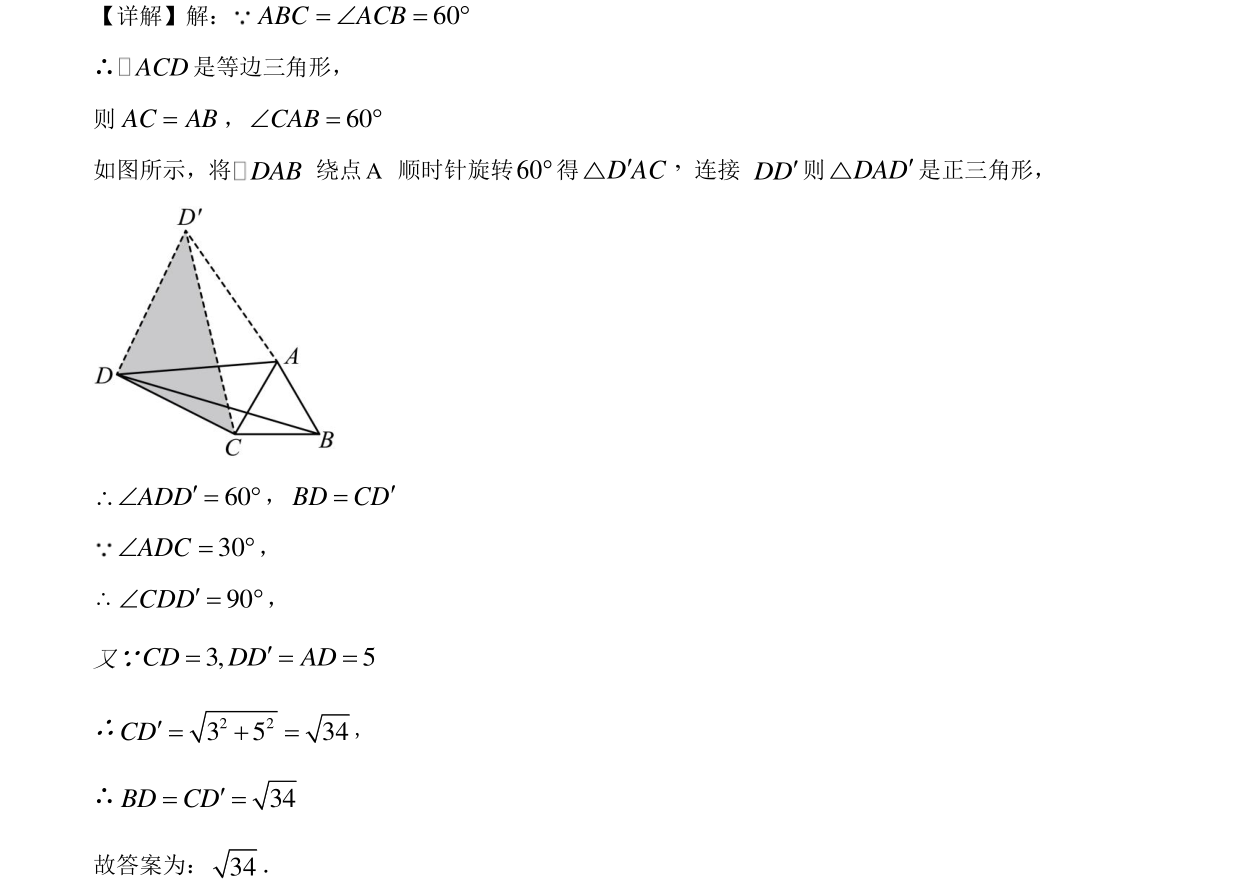 【详解】解：∵ ABC = ∠ACB = 60°
∴□ACD 是等边三角形，
则 AC = AB ，∠CAB = 60°
如图所示，将□DAB 绕点 A 顺时针旋转 60° 得 △D′AC ，连接 DD′ 则 △DAD′ 是正三角形，
D′
A
D
B
C
∴∠ADD′ = 60° ，BD = CD′
∵∠ADC = 30° ，
∴ ∠CDD′ = 90° ，
又∵CD = 3, DD′ = AD = 5
∴CD′ = √(3² + 5²) = √34 ，
∴ BD = CD′ = √34
故答案为：√34 .